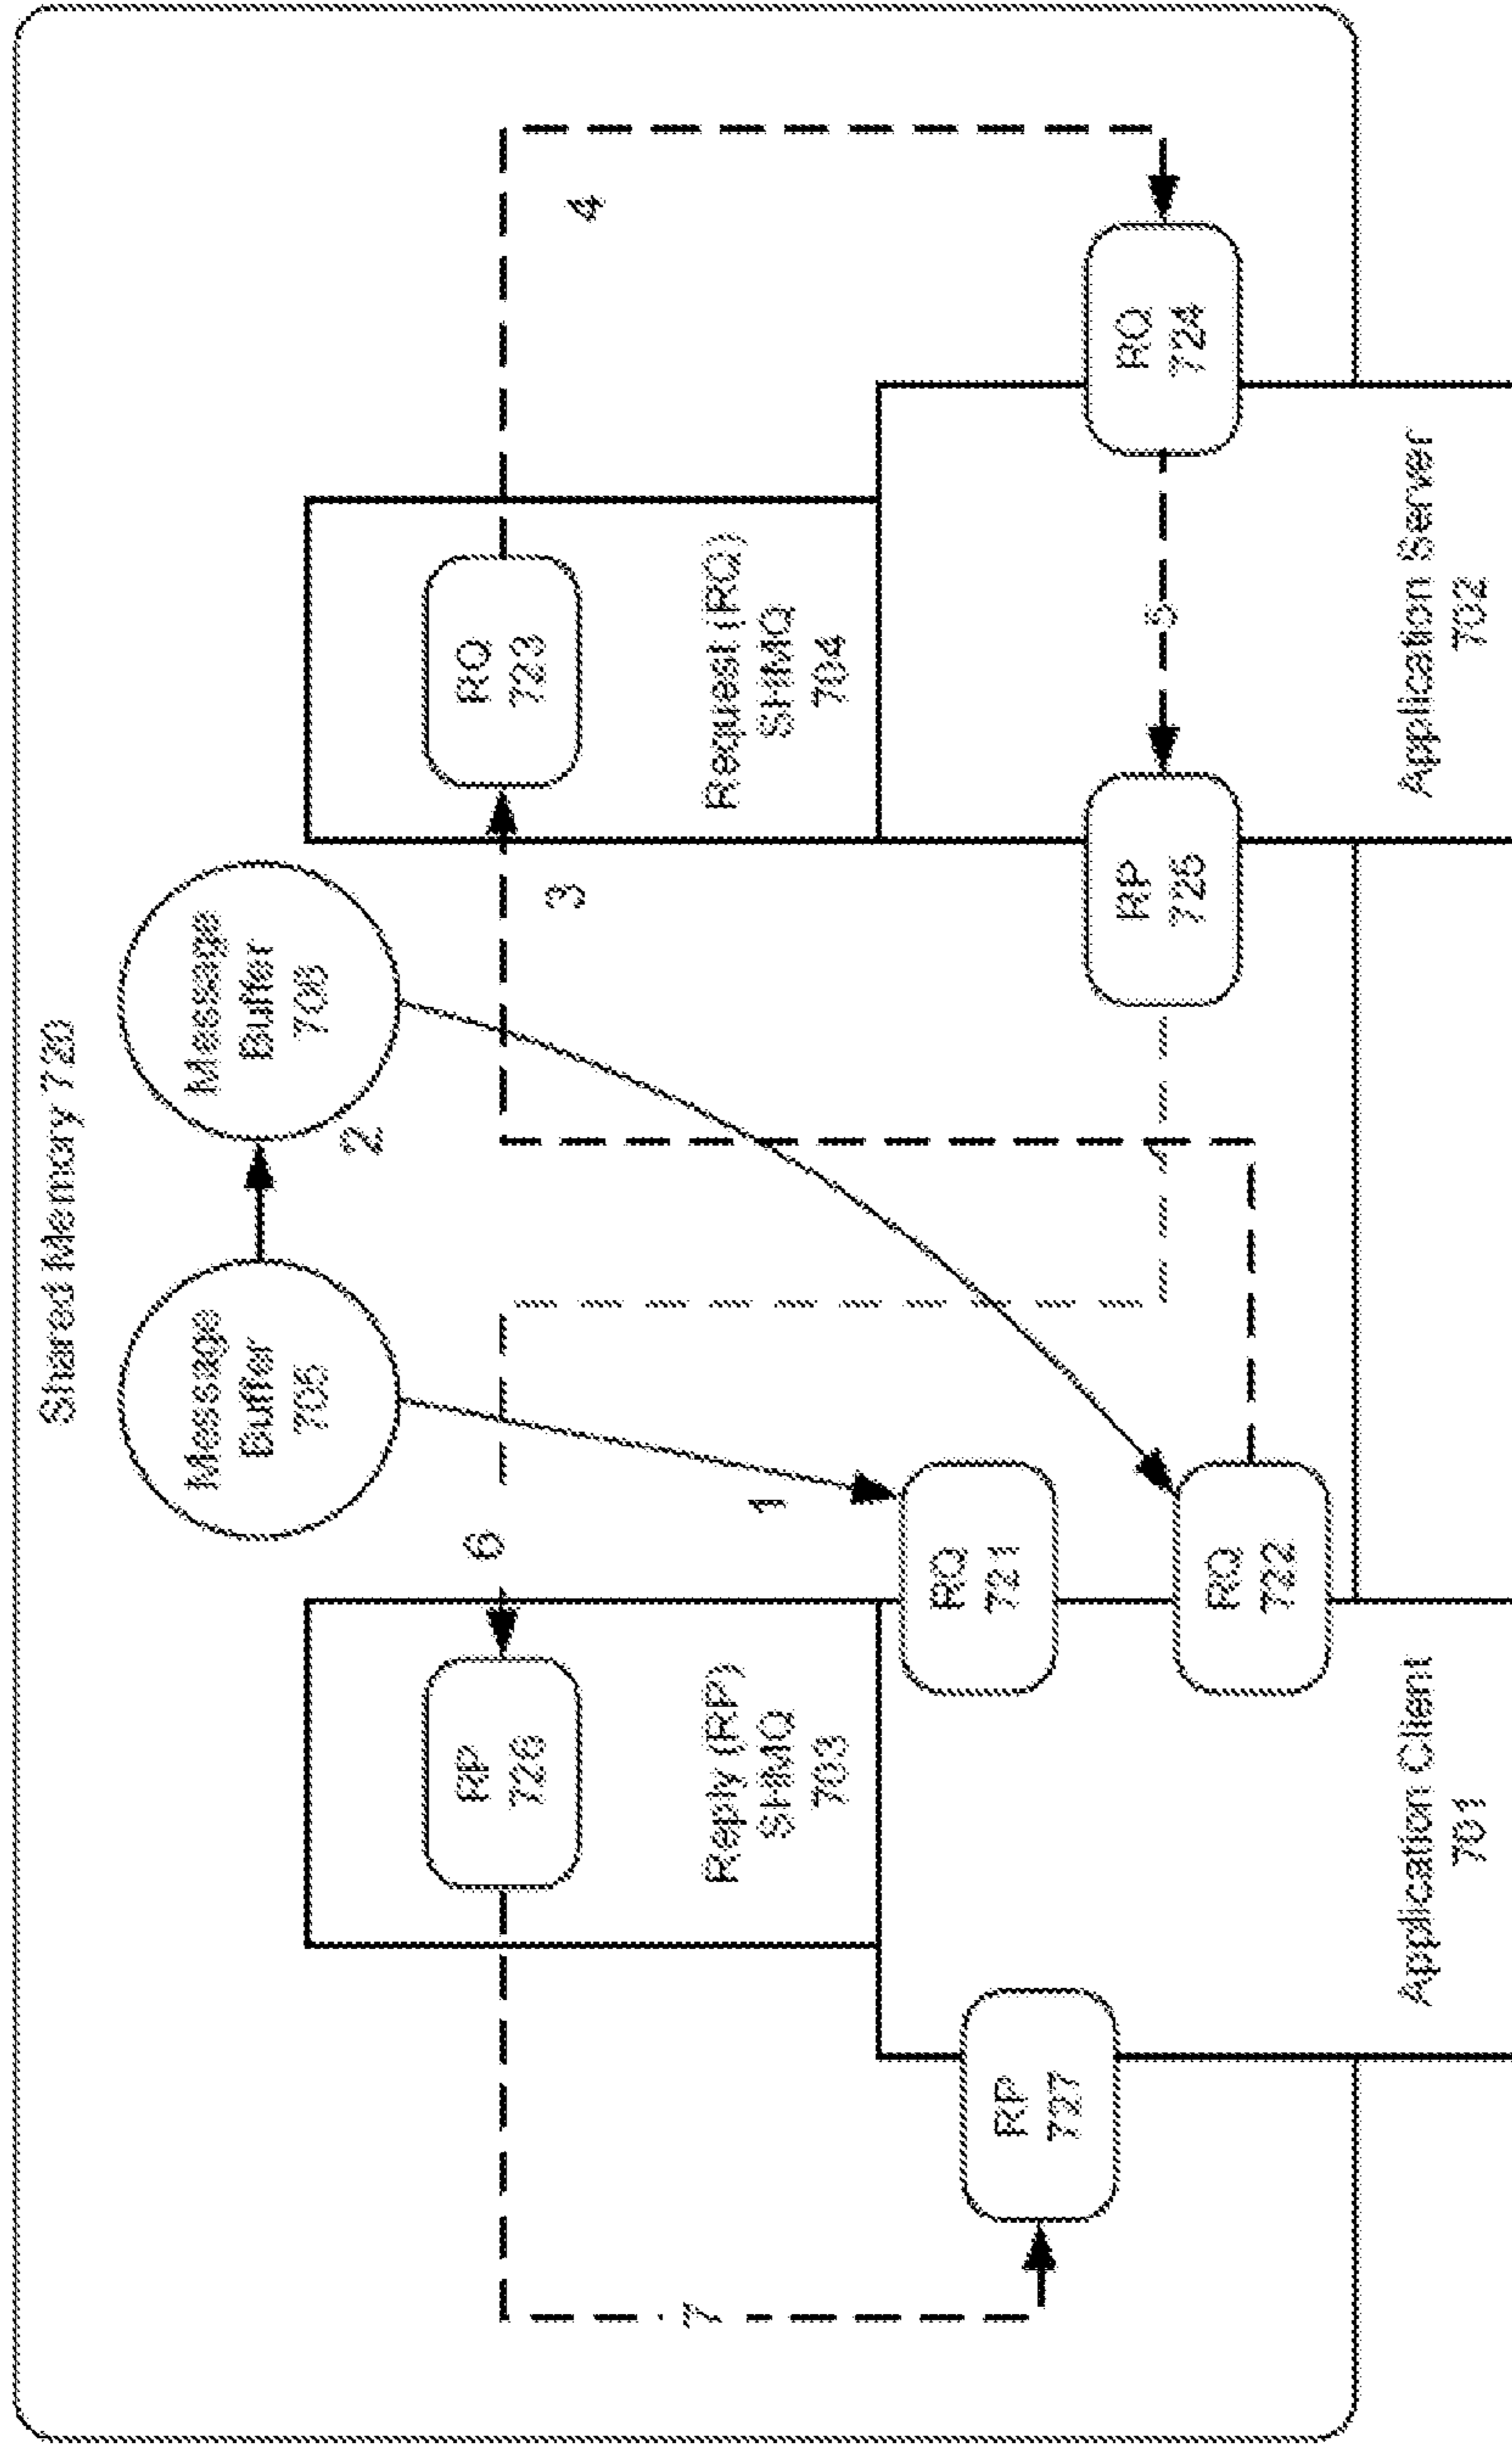 Shared Memory 720
Message
Buffer
705
Message
Buffer
706
2
6
3
4
RP
726
RQ
723
Reply (RP)
SHMQ
703
Request (RQ)
SHMQ
704
7
1
RQ
721
RP
727
RQ
722
RP
725
5
RQ
724
Application Client
701
Application Server
702